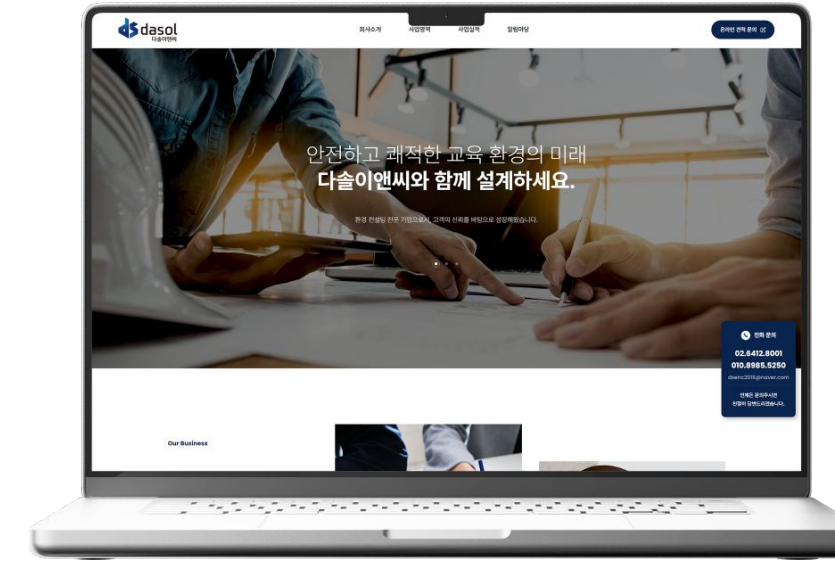 dasol
다솔이앤씨
회사소개 사업영역 사업실적 알림마당
온라인 견적 문의
안전하고 쾌적한 교육 환경의 미래
다솔이앤씨와 함께 설계하세요.
환경 컨설팅 전문 기업으로서, 고객의 신뢰를 바탕으로 성장해왔습니다.
전화 문의
02.6412.8001
010.8985.5250
언제든 문의주시면
친절히 답변드리겠습니다.
Our Business